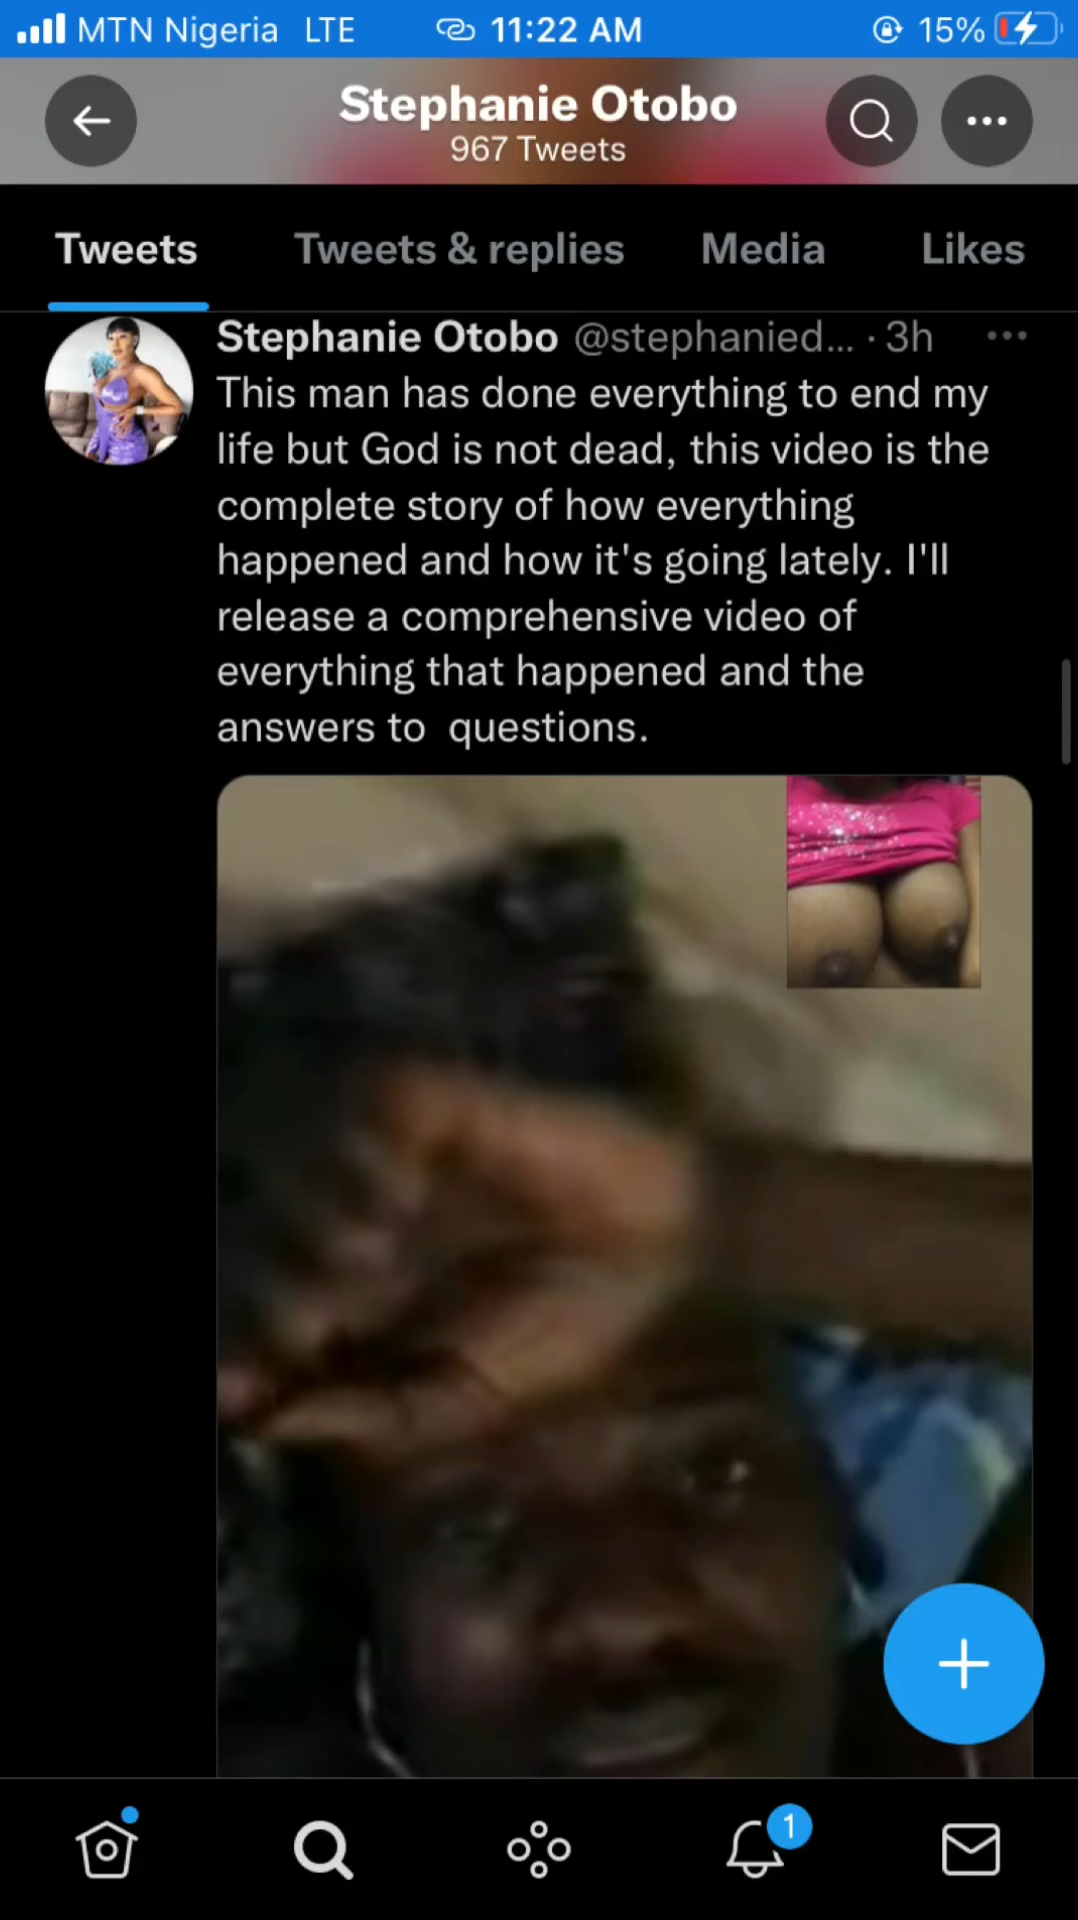 MTN Nigeria LTE 11:22 AM 15%
Stephanie Otobo
967 Tweets
Tweets Tweets & replies Media Likes
Stephanie Otobo @stephanied... · 3h
This man has done everything to end my
life but God is not dead, this video is the
complete story of how everything
happened and how it's going lately. I'll
release a comprehensive video of
everything that happened and the
answers to  questions.
1